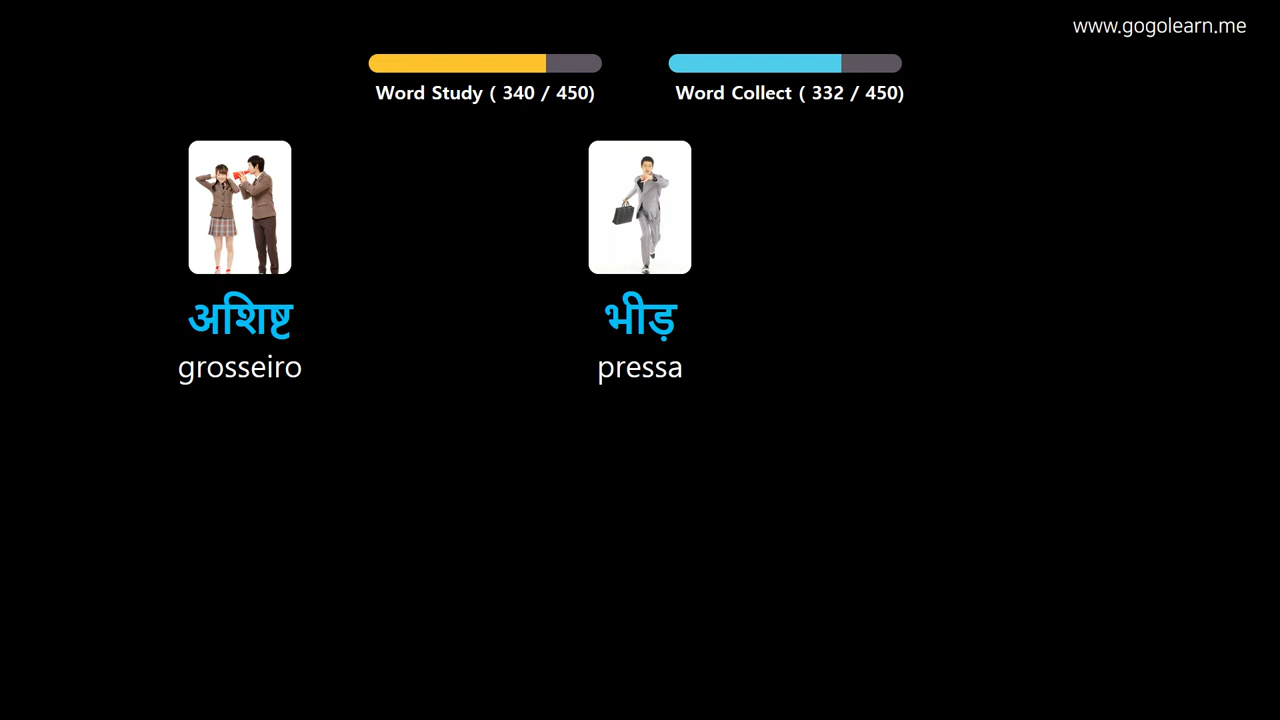 www.gogolearn.me
Word Study ( 340 / 450)
Word Collect ( 332 / 450)
अशिष्ट
grosseiro
भीड़
pressa